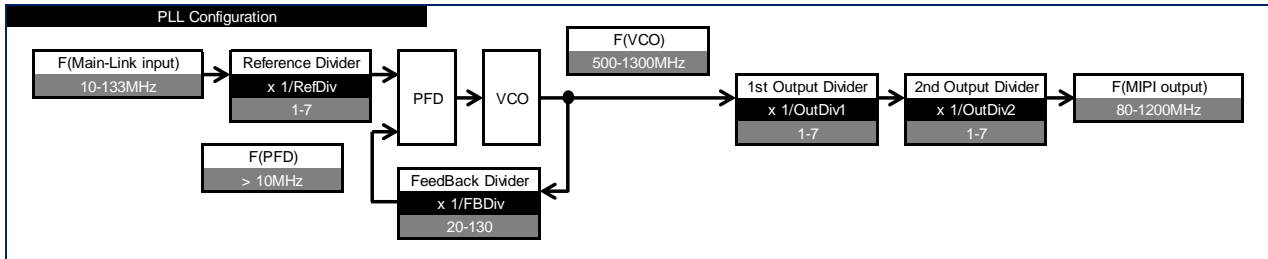 PLL Configuration
F(Main-Link input)
10-133MHz
Reference Divider
x 1/RefDiv
1-7
F(PFD)
> 10MHz
PFD
VCO
F(VCO)
500-1300MHz
FeedBack Divider
x 1/FBDiv
20-130
1st Output Divider
x 1/OutDiv1
1-7
2nd Output Divider
x 1/OutDiv2
1-7
F(MIPI output)
80-1200MHz